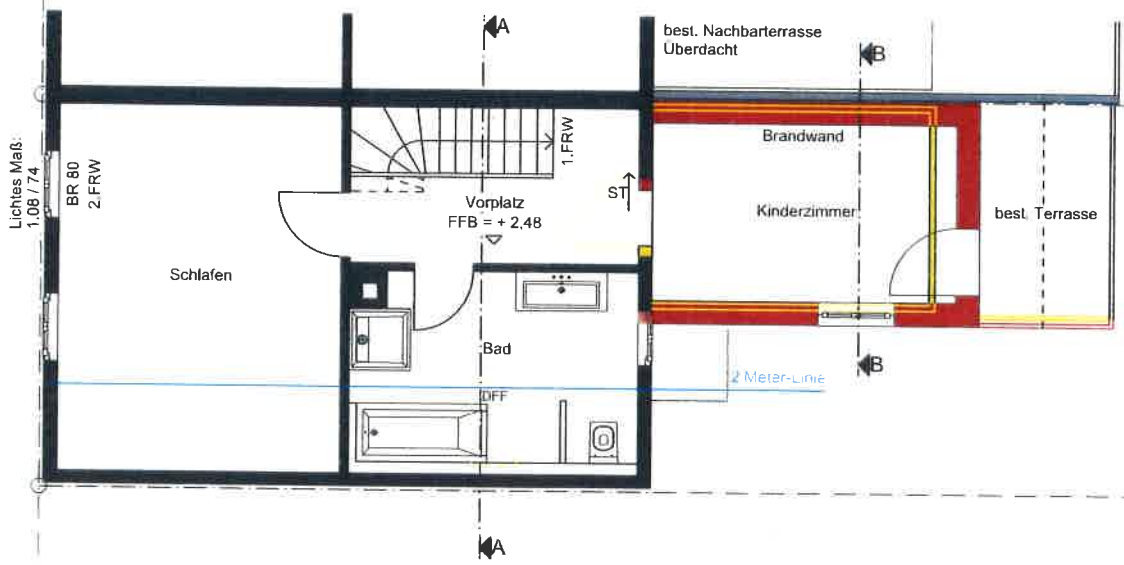 A
best. Nachbarterrasse
Überdacht
B
Lichtes Maß:
1.08 / 74
BR 80
2.FRW
1.FRW
Brandwand
ST
Vorplatz
FFB = + 2,48
Kinderzimmer
best. Terrasse
Schlafen
Bad
B
2 Meter-Linie
DFF
A